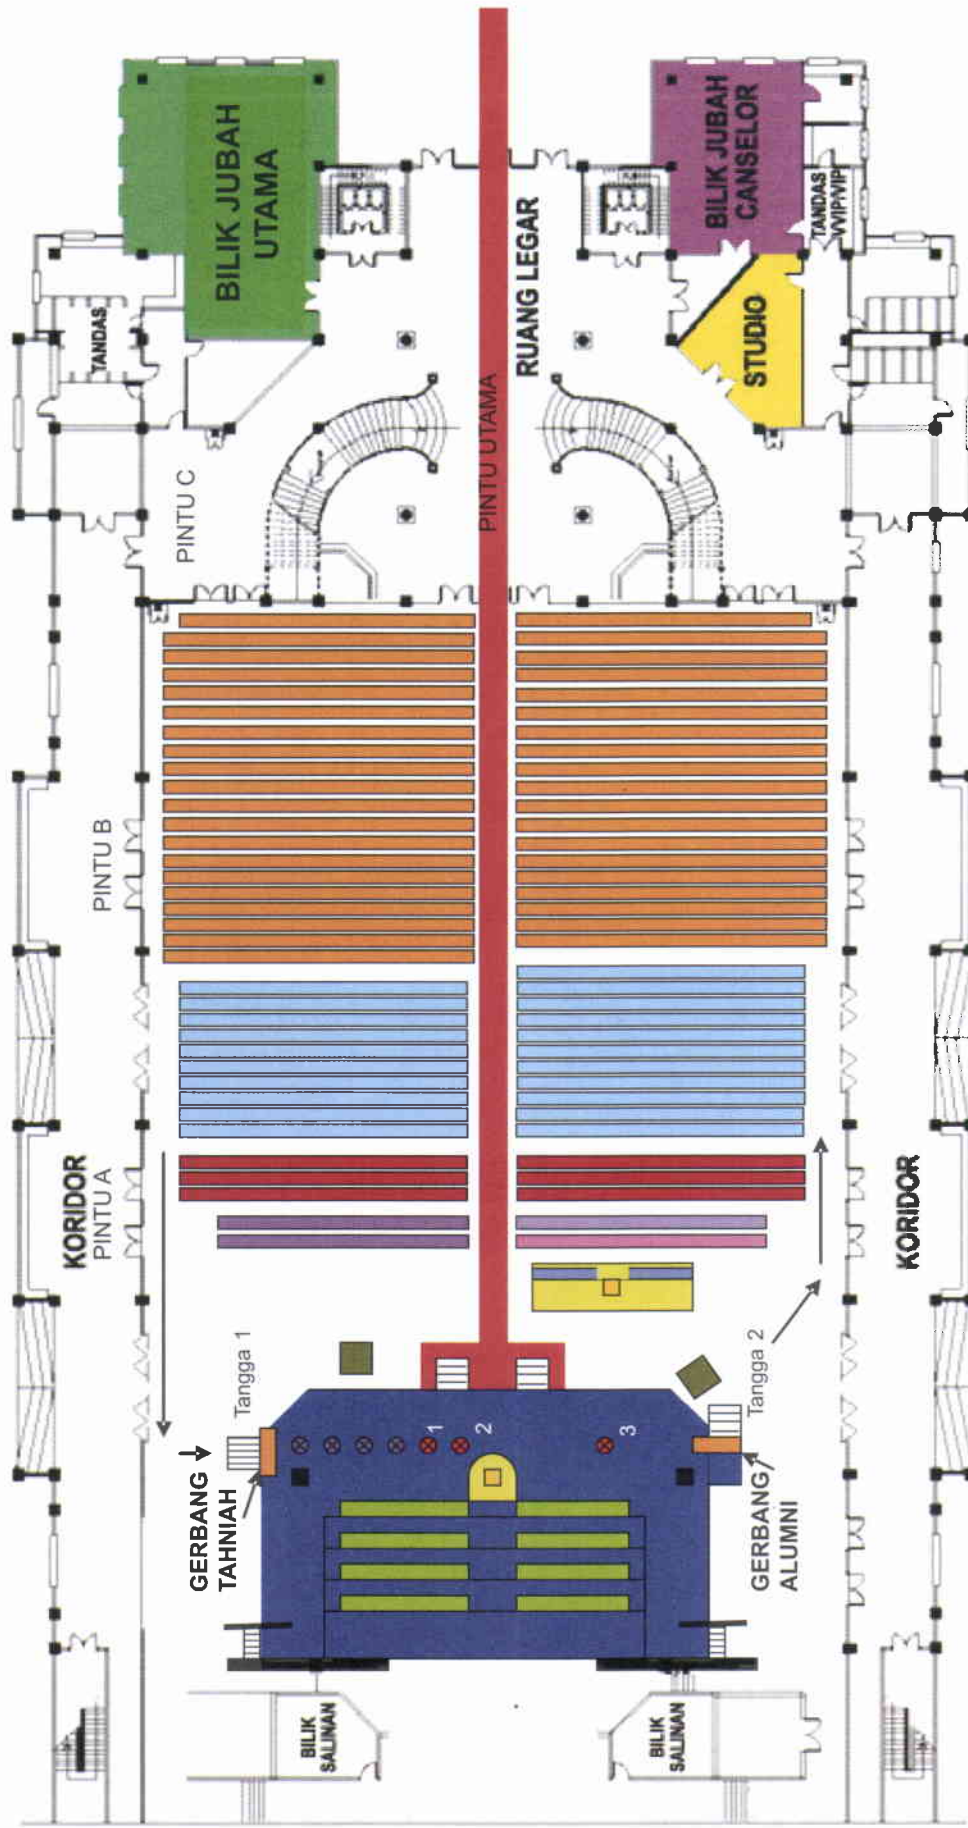 BILIK JUBAH
UTAMA
BILIK JUBAH
CANSELOR
TANDAS
VVIP/VIP
TANDAS
RUANG LEGAR
STUDIO
PINTU UTAMA
PINTU C
PINTU B
KORIDOR
PINTU A
KORIDOR
Tangga 1
Tangga 2
GERBANG
TAHNIAH
1
2
3
GERBANG
ALUMNI
BILIK
SALINAN
BILIK
SALINAN